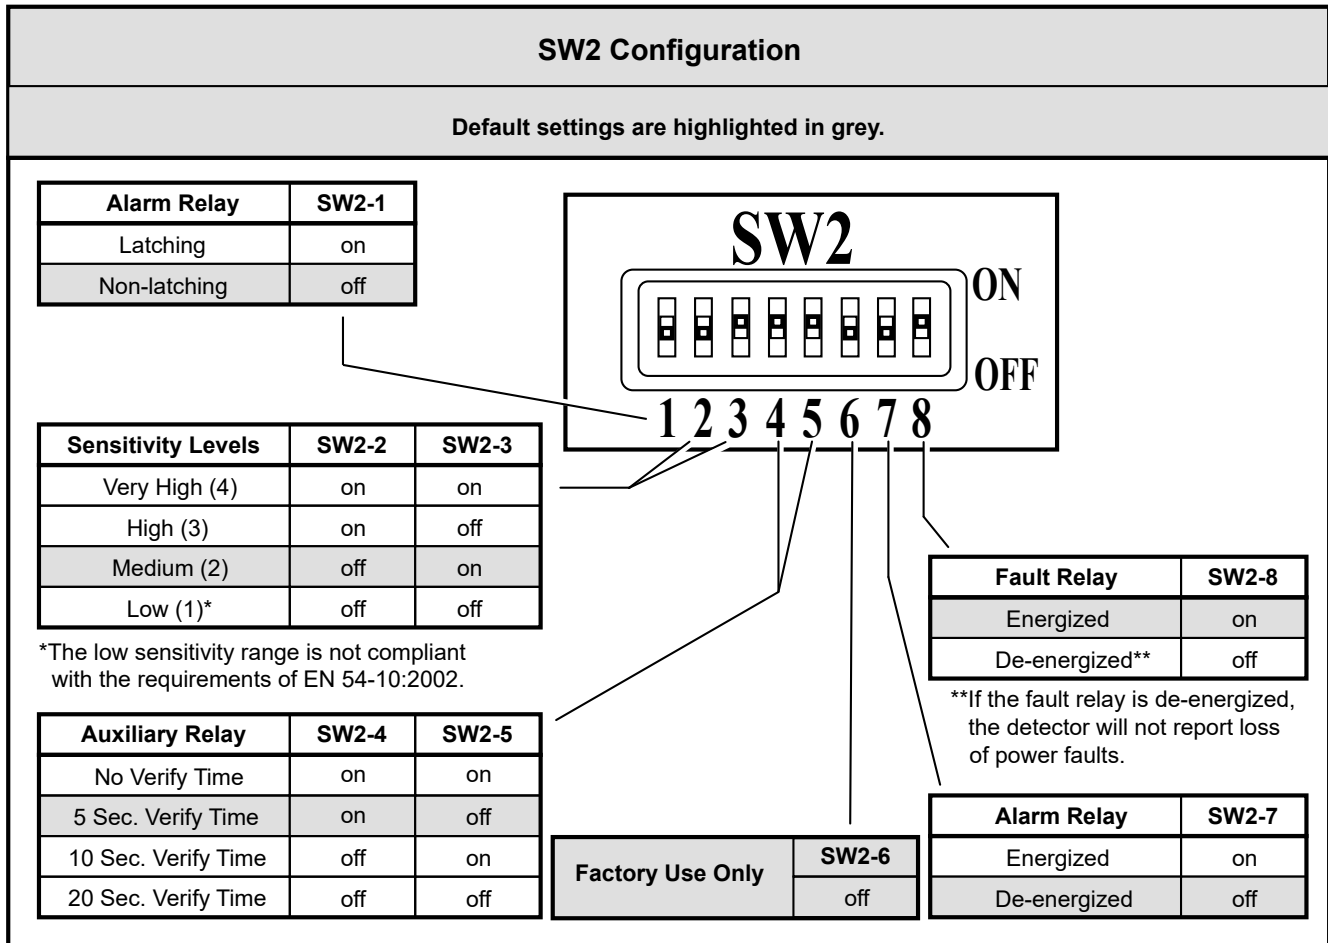 SW2 Configuration
Default settings are highlighted in grey.
Alarm Relay SW2-1
Latching on
Non-latching off
SW2
ON
OFF
1 2 3 4 5 6 7 8
Sensitivity Levels SW2-2 SW2-3
Very High (4) on on
High (3) on off
Medium (2) off on
Low (1)* off off
*The low sensitivity range is not compliant
with the requirements of EN 54-10:2002.
Auxiliary Relay SW2-4 SW2-5
No Verify Time on on
5 Sec. Verify Time on off
10 Sec. Verify Time off on
20 Sec. Verify Time off off
Factory Use Only SW2-6
off
Fault Relay SW2-8
Energized on
De-energized** off
**If the fault relay is de-energized,
the detector will not report loss
of power faults.
Alarm Relay SW2-7
Energized on
De-energized off